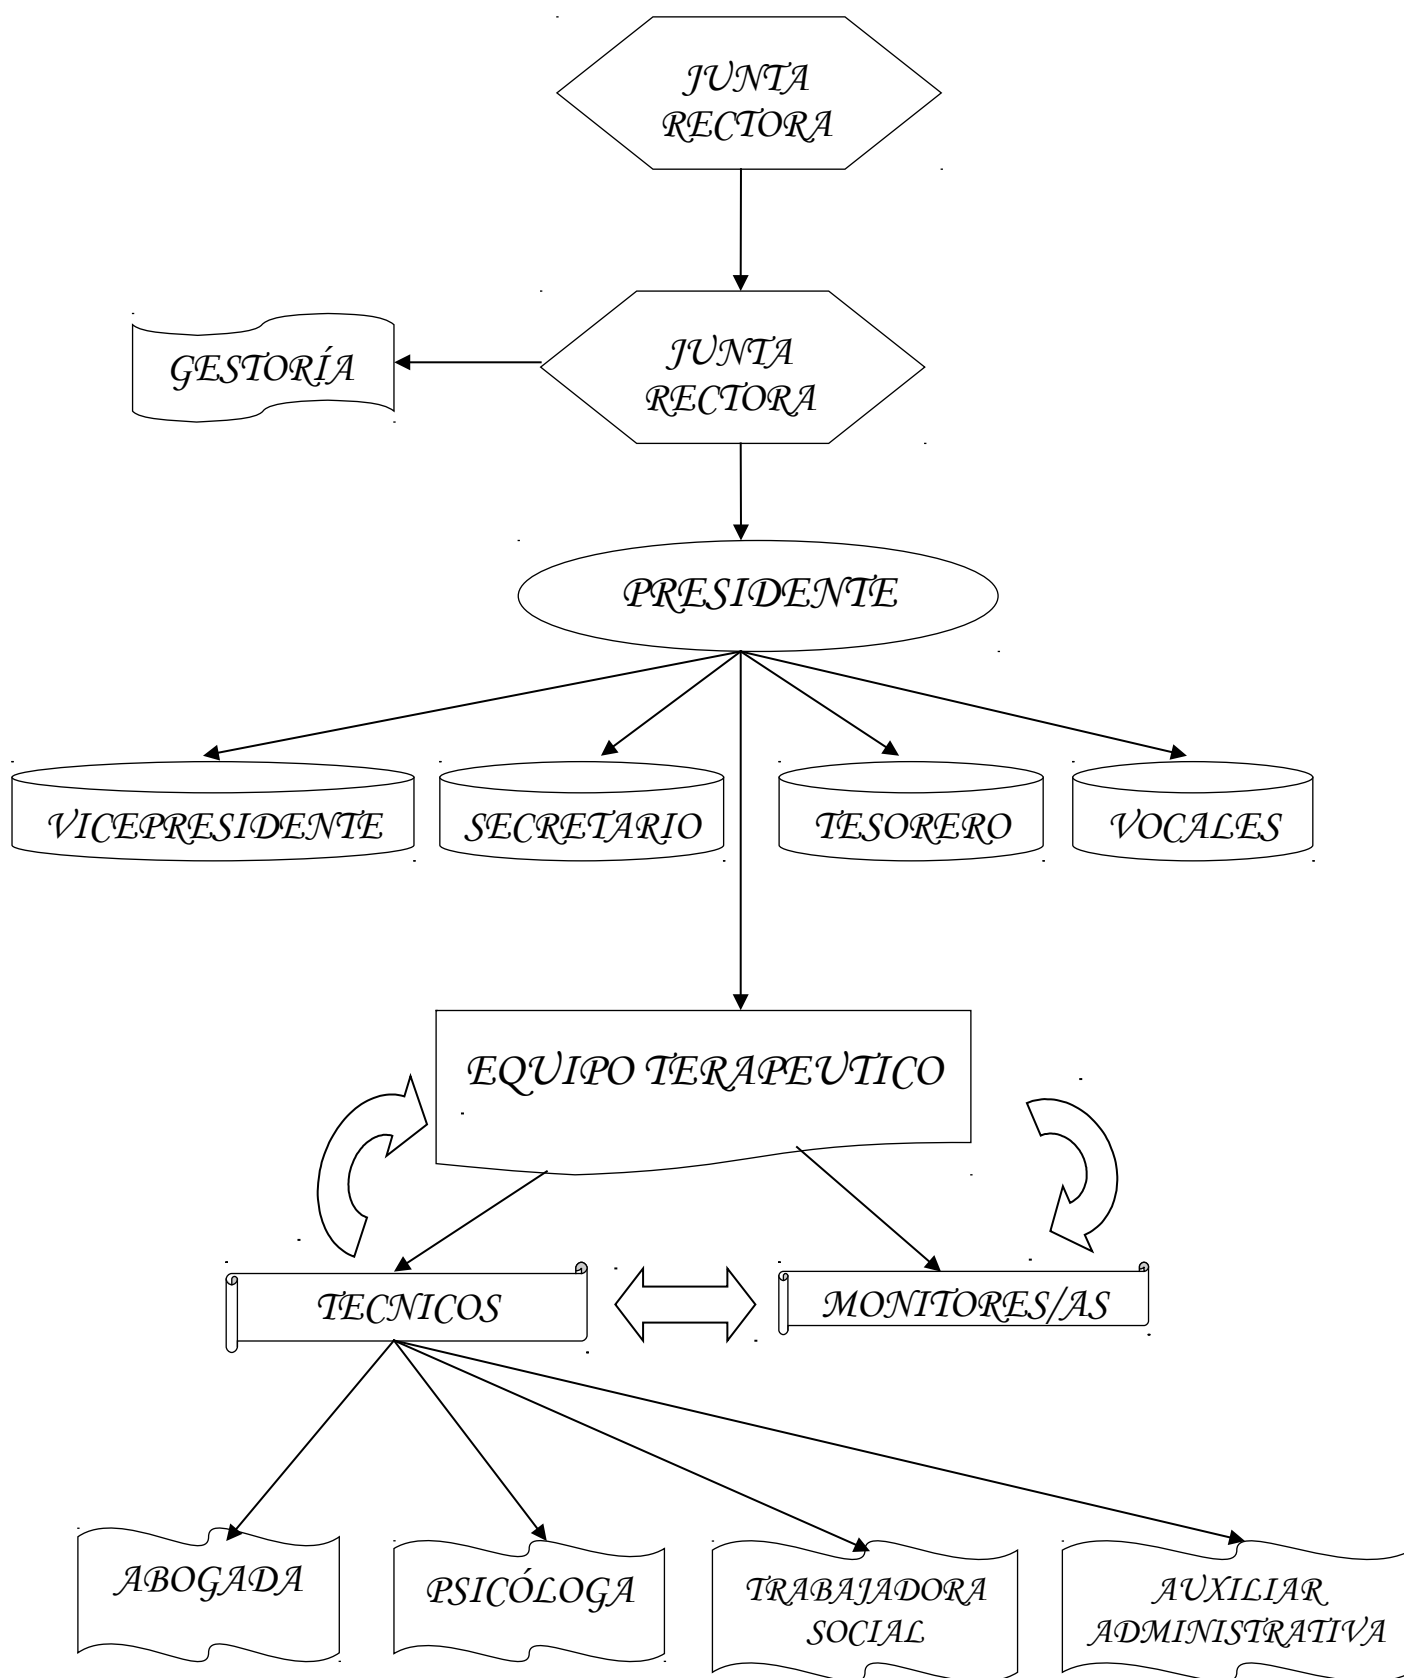 JUNTA
RECTORA
GESTORÍA
JUNTA
RECTORA
PRESIDENTE
VICEPRESIDENTE
SECRETARIO
TESORERO
VOCALES
EQUIPO TERAPEUTICO
TECNICOS
MONITORES/AS
ABOGADA
PSICÓLOGA
TRABAJADORA
SOCIAL
AUXILIAR
ADMINISTRATIVA